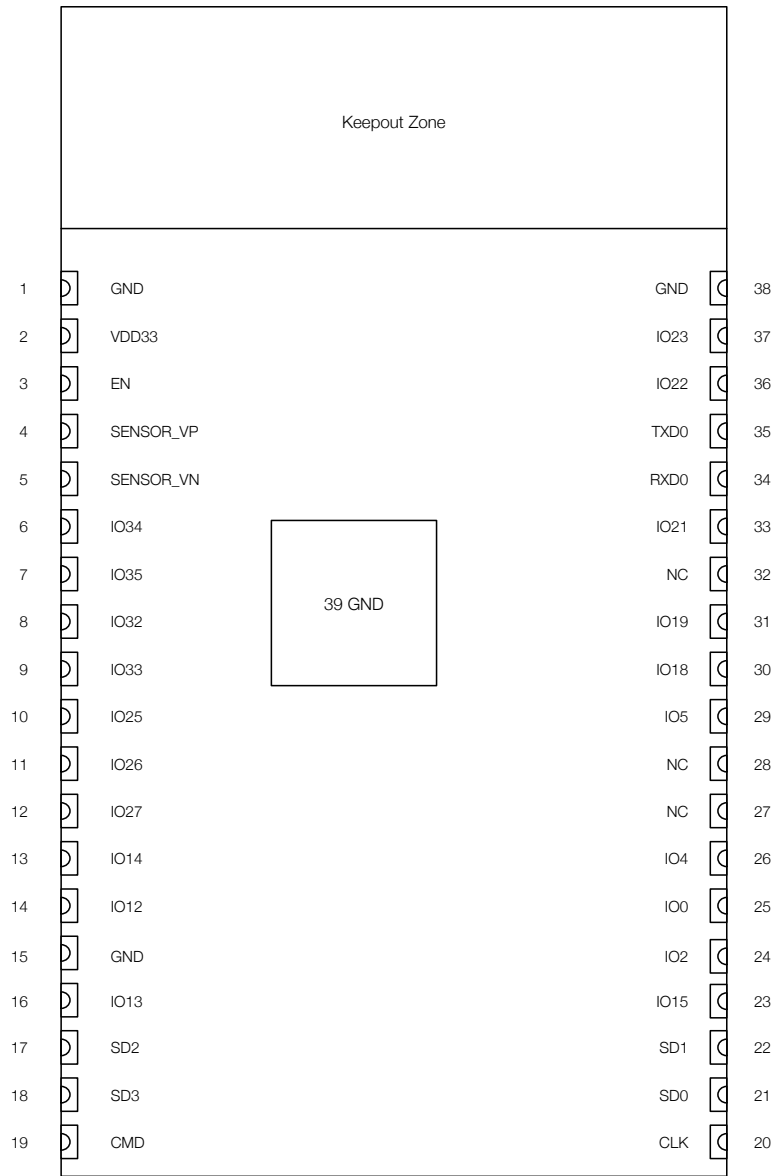 Keepout Zone
1 GND GND 38
2 VDD33 IO23 37
3 EN IO22 36
4 SENSOR_VP TXD0 35
5 SENSOR_VN RXD0 34
6 IO34 IO21 33
7 IO35 NC 32
39 GND
8 IO32 IO19 31
9 IO33 IO18 30
10 IO25 IO5 29
11 IO26 NC 28
12 IO27 NC 27
13 IO14 IO4 26
14 IO12 IO0 25
15 GND IO2 24
16 IO13 IO15 23
17 SD2 SD1 22
18 SD3 SD0 21
19 CMD CLK 20